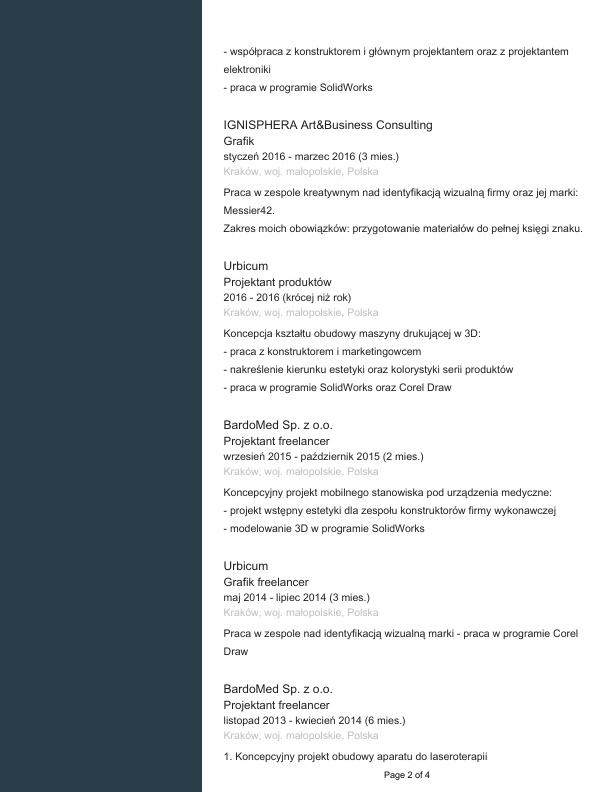 - współpraca z konstruktorem i głównym projektantem oraz z projektantem
elektroniki
- praca w programie SolidWorks
IGNISPHERA Art&Business Consulting
Grafik
styczeń 2016 - marzec 2016 (3 mies.)
Kraków, woj. małopolskie, Polska
Praca w zespole kreatywnym nad identyfikacją wizualną firmy oraz jej marki:
Messier42.
Zakres moich obowiązków: przygotowanie materiałów do pełnej księgi znaku.
Urbicum
Projektant produktów
2016 - 2016 (krócej niż rok)
Kraków, woj. małopolskie, Polska
Koncepcja kształtu obudowy maszyny drukującej w 3D:
- praca z konstruktorem i marketingowcem
- nakreślenie kierunku estetyki oraz kolorystyki serii produktów
- praca w programie SolidWorks oraz Corel Draw
BardoMed Sp. z o.o.
Projektant freelancer
wrzesień 2015 - październik 2015 (2 mies.)
Kraków, woj. małopolskie, Polska
Koncepcyjny projekt mobilnego stanowiska pod urządzenia medyczne:
- projekt wstępny estetyki dla zespołu konstruktorów firmy wykonawczej
- modelowanie 3D w programie SolidWorks
Urbicum
Grafik freelancer
maj 2014 - lipiec 2014 (3 mies.)
Kraków, woj. małopolskie, Polska
Praca w zespole nad identyfikacją wizualną marki - praca w programie Corel
Draw
BardoMed Sp. z o.o.
Projektant freelancer
listopad 2013 - kwiecień 2014 (6 mies.)
Kraków, woj. małopolskie, Polska
1. Koncepcyjny projekt obudowy aparatu do laseroterapii
Page 2 of 4